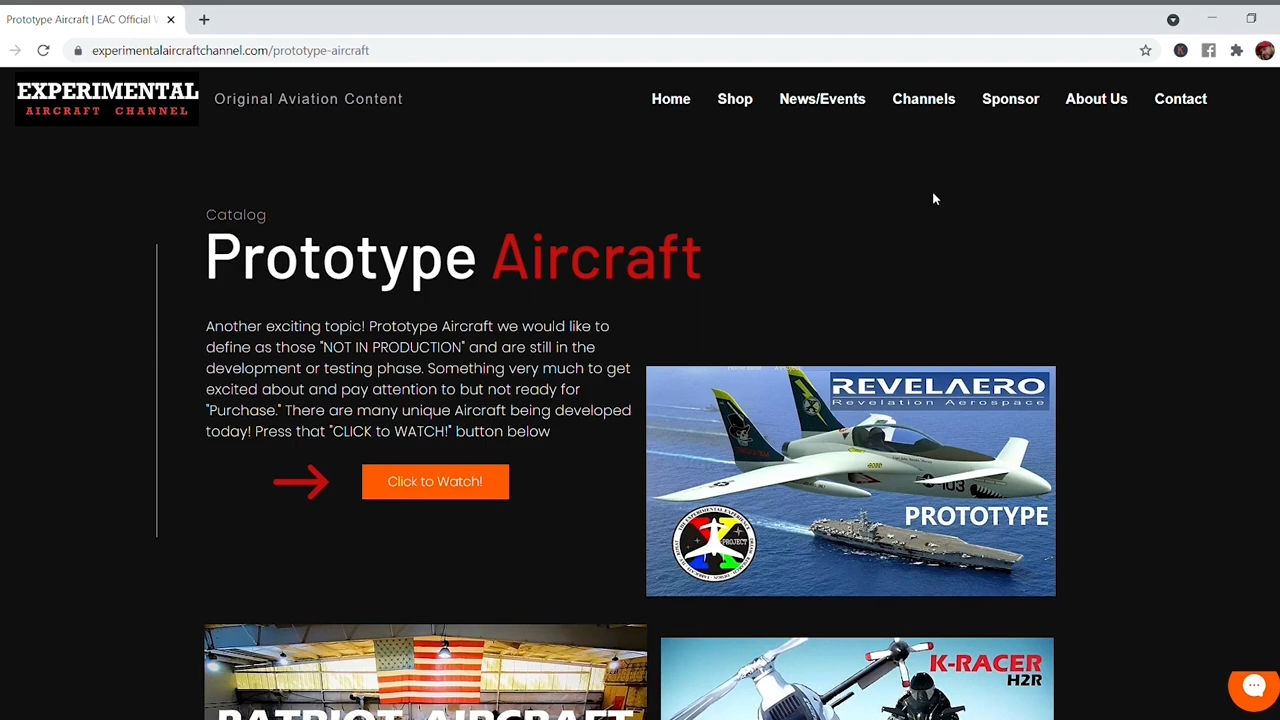 Prototype Aircraft | EAC Official W
experimentalaircraftchannel.com/prototype-aircraft
EXPERIMENTAL
AIRCRAFT CHANNEL
Original Aviation Content
Home
Shop
News/Events
Channels
Sponsor
About Us
Contact
Catalog
Prototype Aircraft
Another exciting topic! Prototype Aircraft we would like to
define as those "NOT IN PRODUCTION" and are still in the
development or testing phase. Something very much to get
excited about and pay attention to but not ready for
"Purchase." There are many unique Aircraft being developed
today! Press that "CLICK to WATCH!" button below
Click to Watch!
REVELAERO
Revelation Aerospace
103
PROTOTYPE
PROJECT
X
PATRIOT AIRCRAFT
K-RACER
H2R